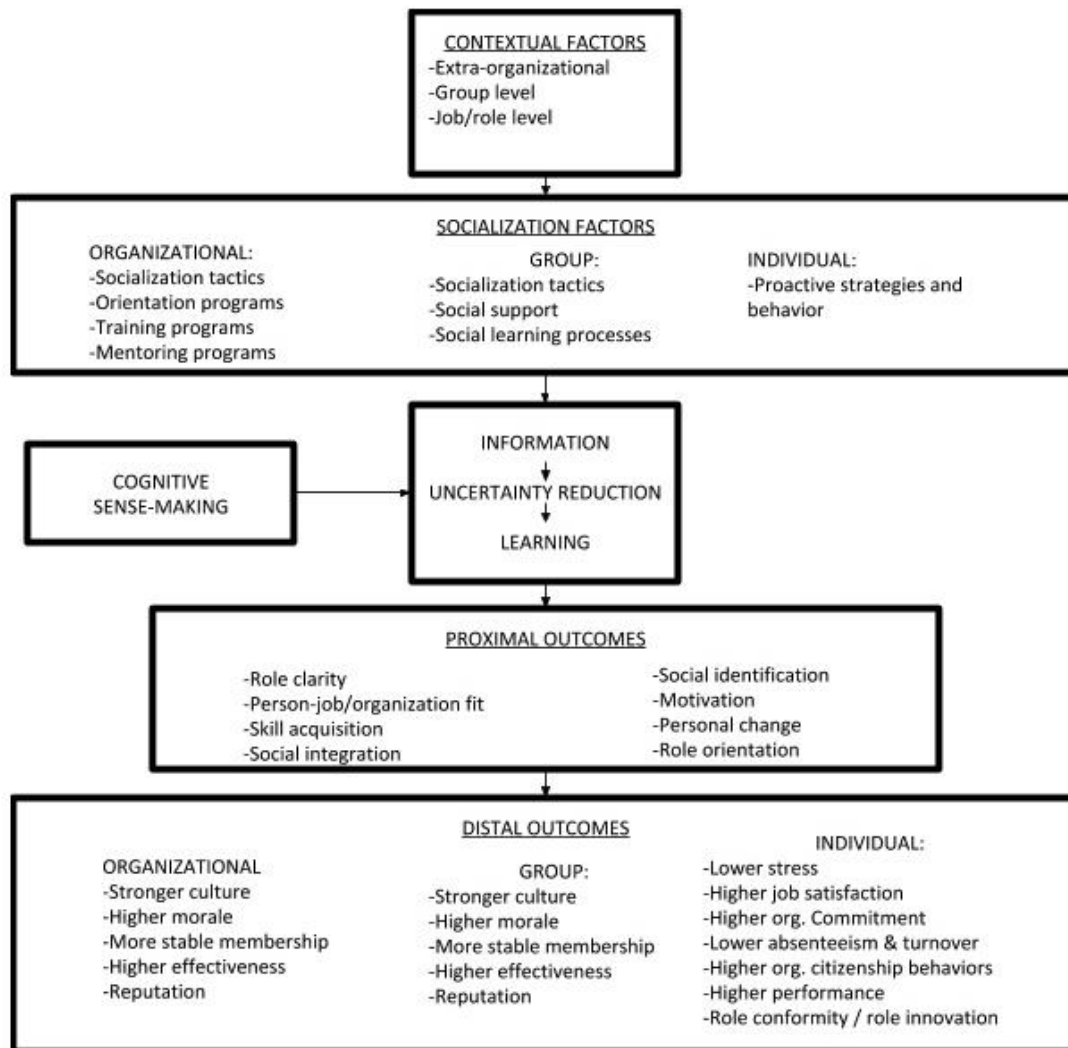 CONTEXTUAL FACTORS
-Extra-organizational
-Group level
-Job/role level
SOCIALIZATION FACTORS
ORGANIZATIONAL:
-Socialization tactics
-Orientation programs
-Training programs
-Mentoring programs
GROUP:
-Socialization tactics
-Social support
-Social learning processes
INDIVIDUAL:
-Proactive strategies and
behavior
COGNITIVE
SENSE-MAKING
INFORMATION
UNCERTAINTY REDUCTION
LEARNING
PROXIMAL OUTCOMES
-Role clarity
-Person-job/organization fit
-Skill acquisition
-Social integration
-Social identification
-Motivation
-Personal change
-Role orientation
DISTAL OUTCOMES
ORGANIZATIONAL
-Stronger culture
-Higher morale
-More stable membership
-Higher effectiveness
-Reputation
GROUP:
-Stronger culture
-Higher morale
-More stable membership
-Higher effectiveness
-Reputation
INDIVIDUAL:
-Lower stress
-Higher job satisfaction
-Higher org. Commitment
-Lower absenteeism & turnover
-Higher org. citizenship behaviors
-Higher performance
-Role conformity / role innovation